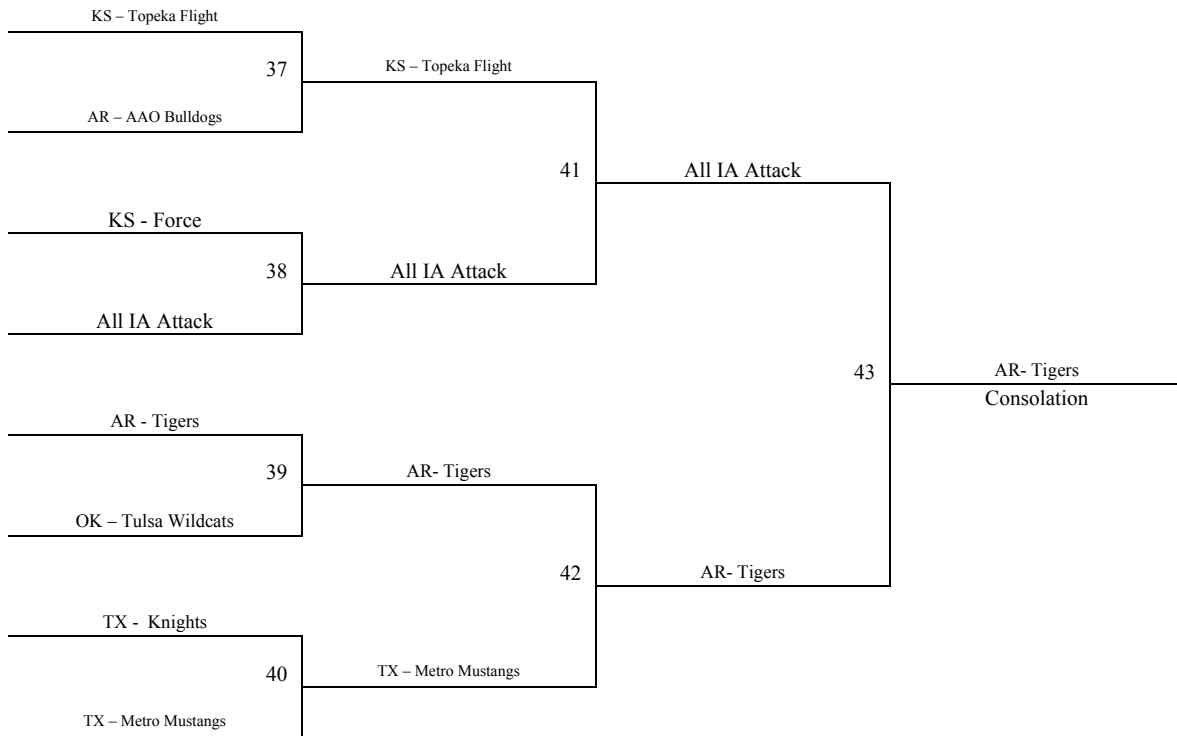 KS – Topeka Flight
37
KS – Topeka Flight
AR – AAO Bulldogs
41
All IA Attack
KS - Force
38
All IA Attack
All IA Attack
43
AR- Tigers
Consolation
AR - Tigers
39
AR- Tigers
OK – Tulsa Wildcats
42
AR- Tigers
TX -  Knights
40
TX – Metro Mustangs
TX – Metro Mustangs